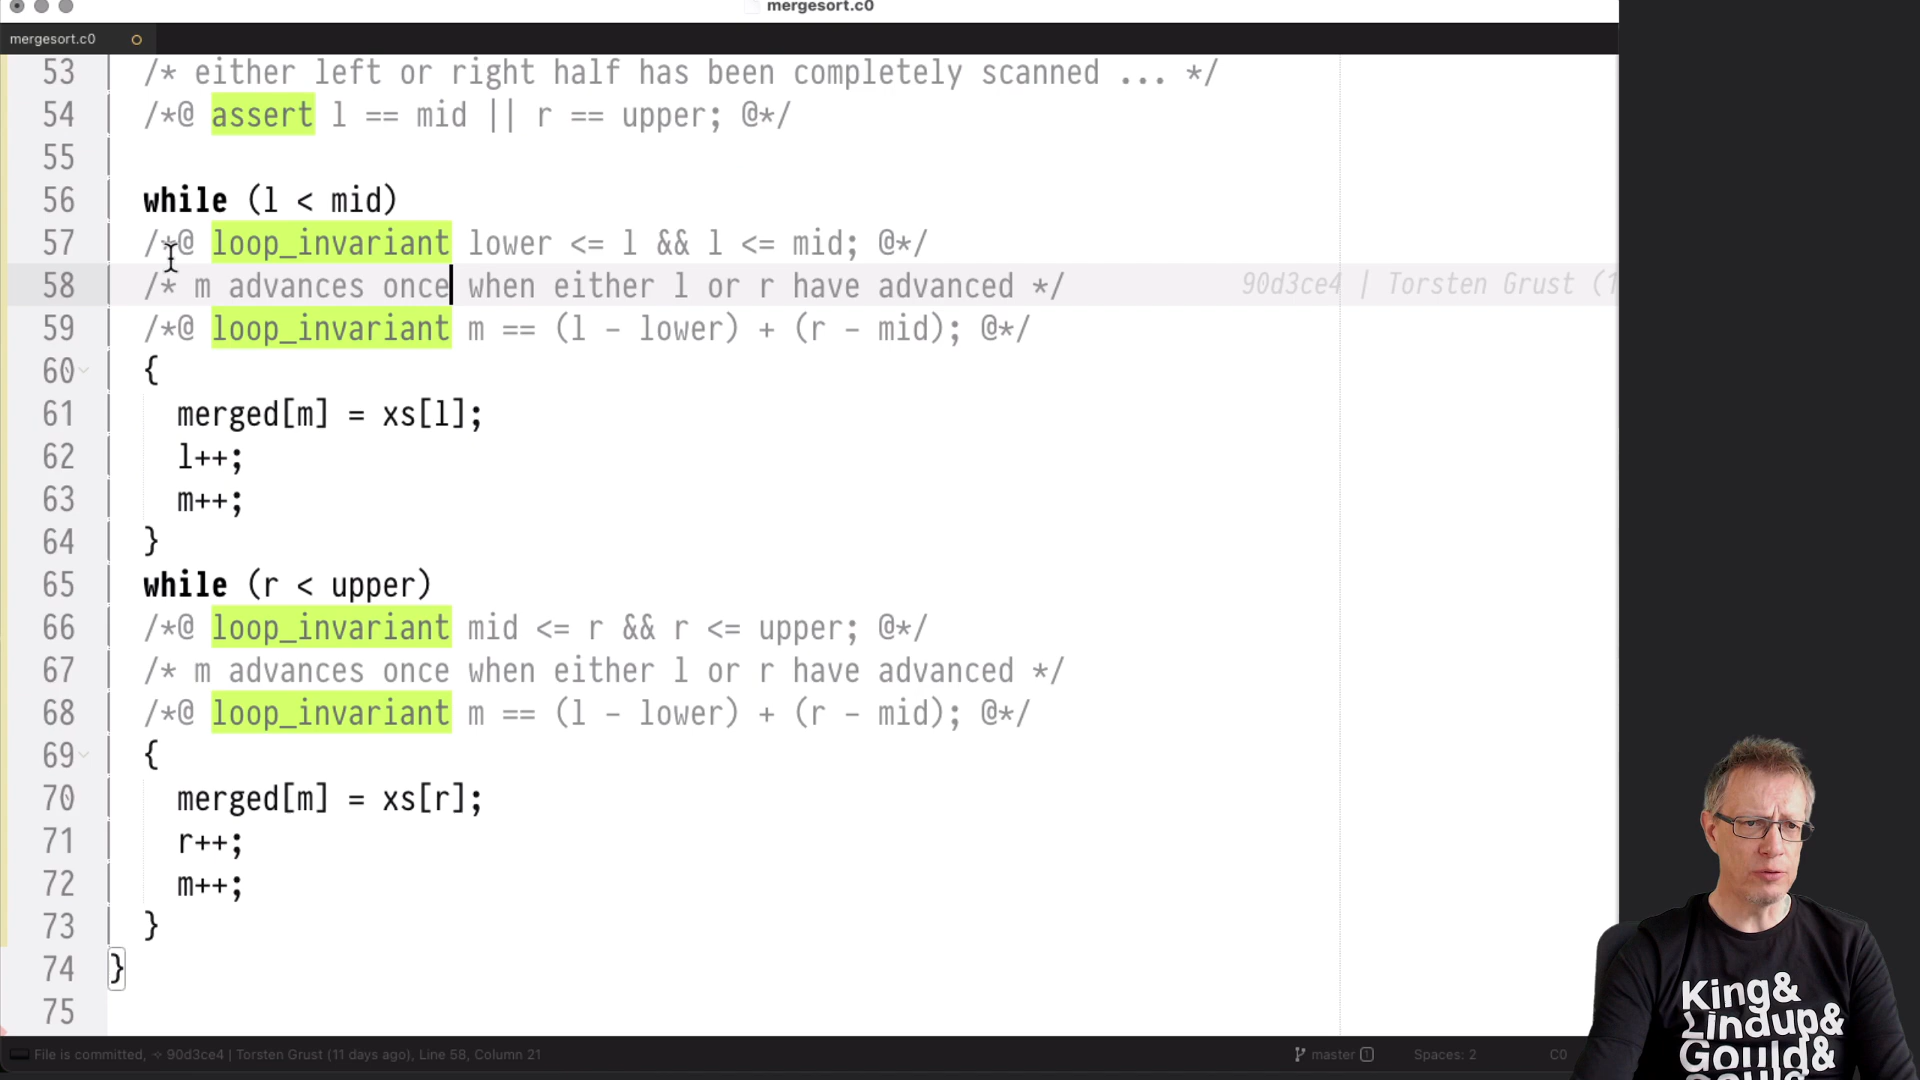 mergesort.c0
mergesort.c0
53 /* either left or right half has been completely scanned ... */
54 /*@ assert l == mid || r == upper; @*/
55
56 while (l < mid)
57 /*@ loop_invariant lower <= l && l <= mid; @*/
58 /* m advances once when either l or r have advanced */ 90d3ce4 | Torsten Grust (1
59 /*@ loop_invariant m == (l - lower) + (r - mid); @*/
60 {
61 merged[m] = xs[l];
62 l++;
63 m++;
64 }
65 while (r < upper)
66 /*@ loop_invariant mid <= r && r <= upper; @*/
67 /* m advances once when either l or r have advanced */
68 /*@ loop_invariant m == (l - lower) + (r - mid); @*/
69 {
70 merged[m] = xs[r];
71 r++;
72 m++;
73 }
74 }
75
File is committed, 90d3ce4 | Torsten Grust (11 days ago), Line 58, Column 21 master 1 Spaces: 2 C0
King&
Lindup&
Gould&